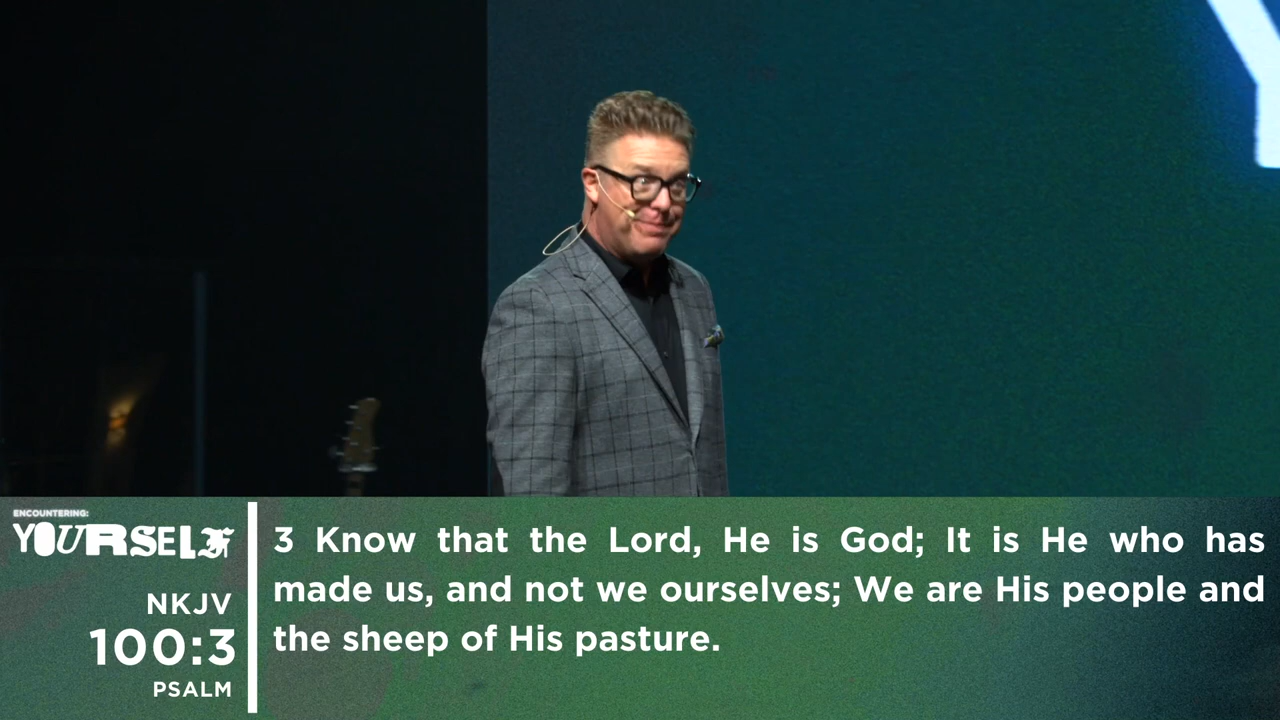 ENCOUNTERING:
YOURSELF
NKJV
100:3
PSALM
3 Know that the Lord, He is God; It is He who has
made us, and not we ourselves; We are His people and
the sheep of His pasture.